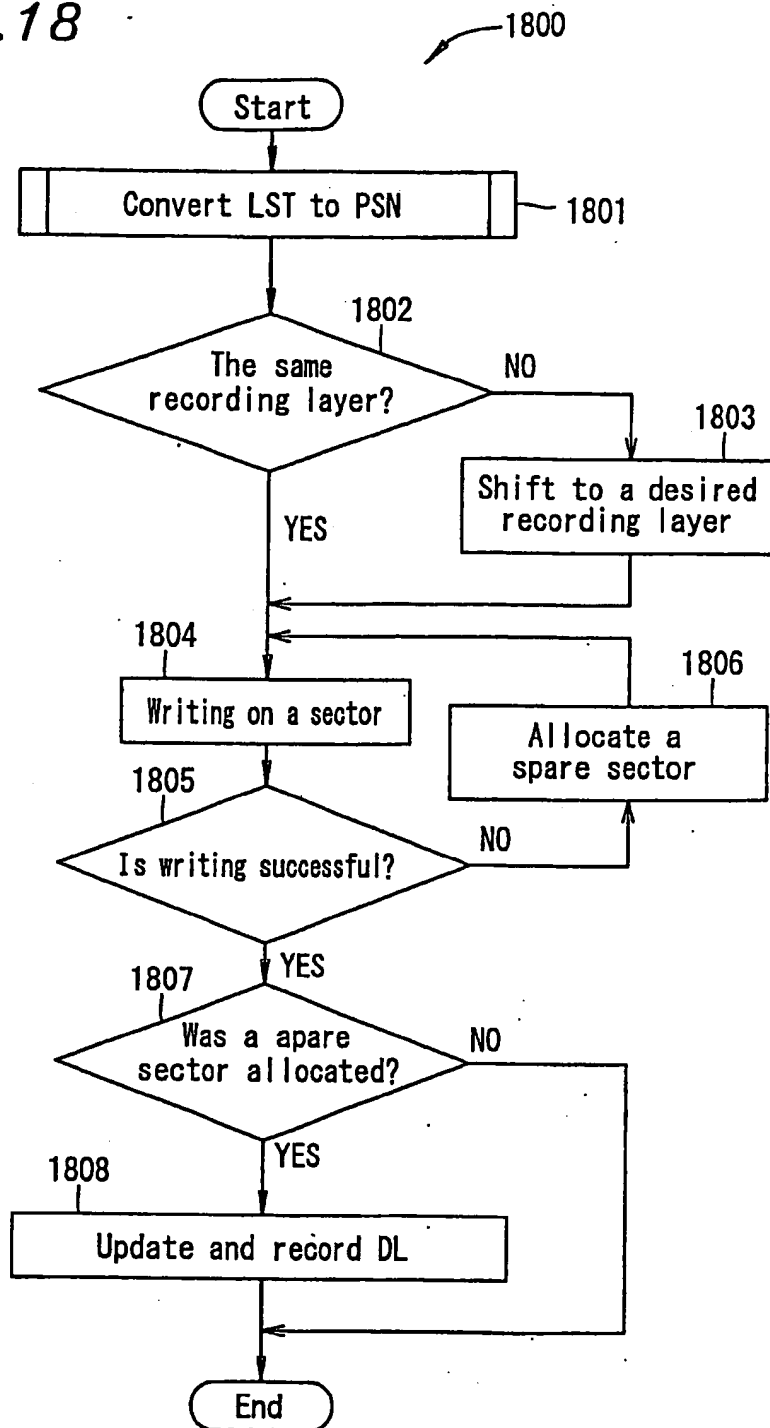 .18
1800
Start
Convert LST to PSN
1801
1802
The same
recording layer?
NO
1803
Shift to a desired
recording layer
YES
1804
Writing on a sector
1806
Allocate a
spare sector
1805
Is writing successful?
NO
YES
1807
Was a apare
sector allocated?
NO
YES
1808
Update and record DL
End